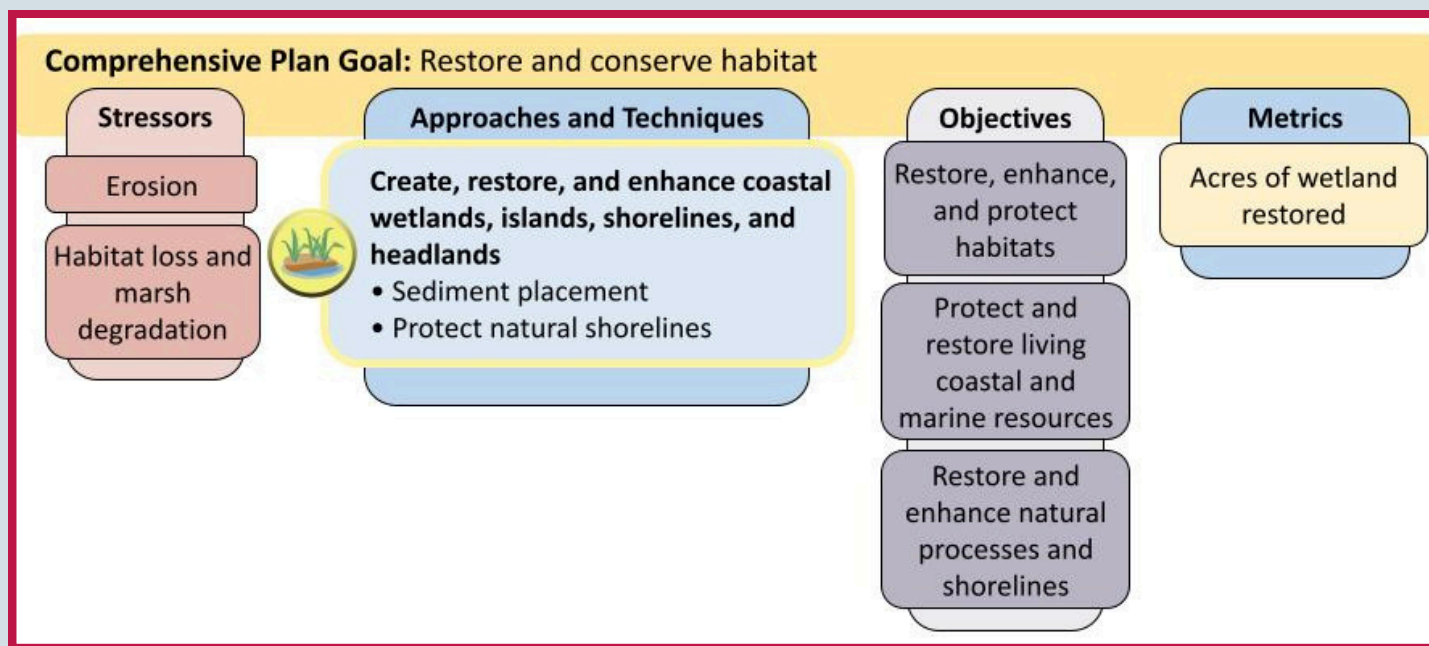 Comprehensive Plan Goal: Restore and conserve habitat
Stressors
Erosion
Habitat loss and
marsh
degradation
Approaches and Techniques
Create, restore, and enhance coastal
wetlands, islands, shorelines, and
headlands
• Sediment placement
• Protect natural shorelines
Objectives
Restore, enhance,
and protect
habitats
Protect and
restore living
coastal and
marine resources
Restore and
enhance natural
processes and
shorelines
Metrics
Acres of wetland
restored